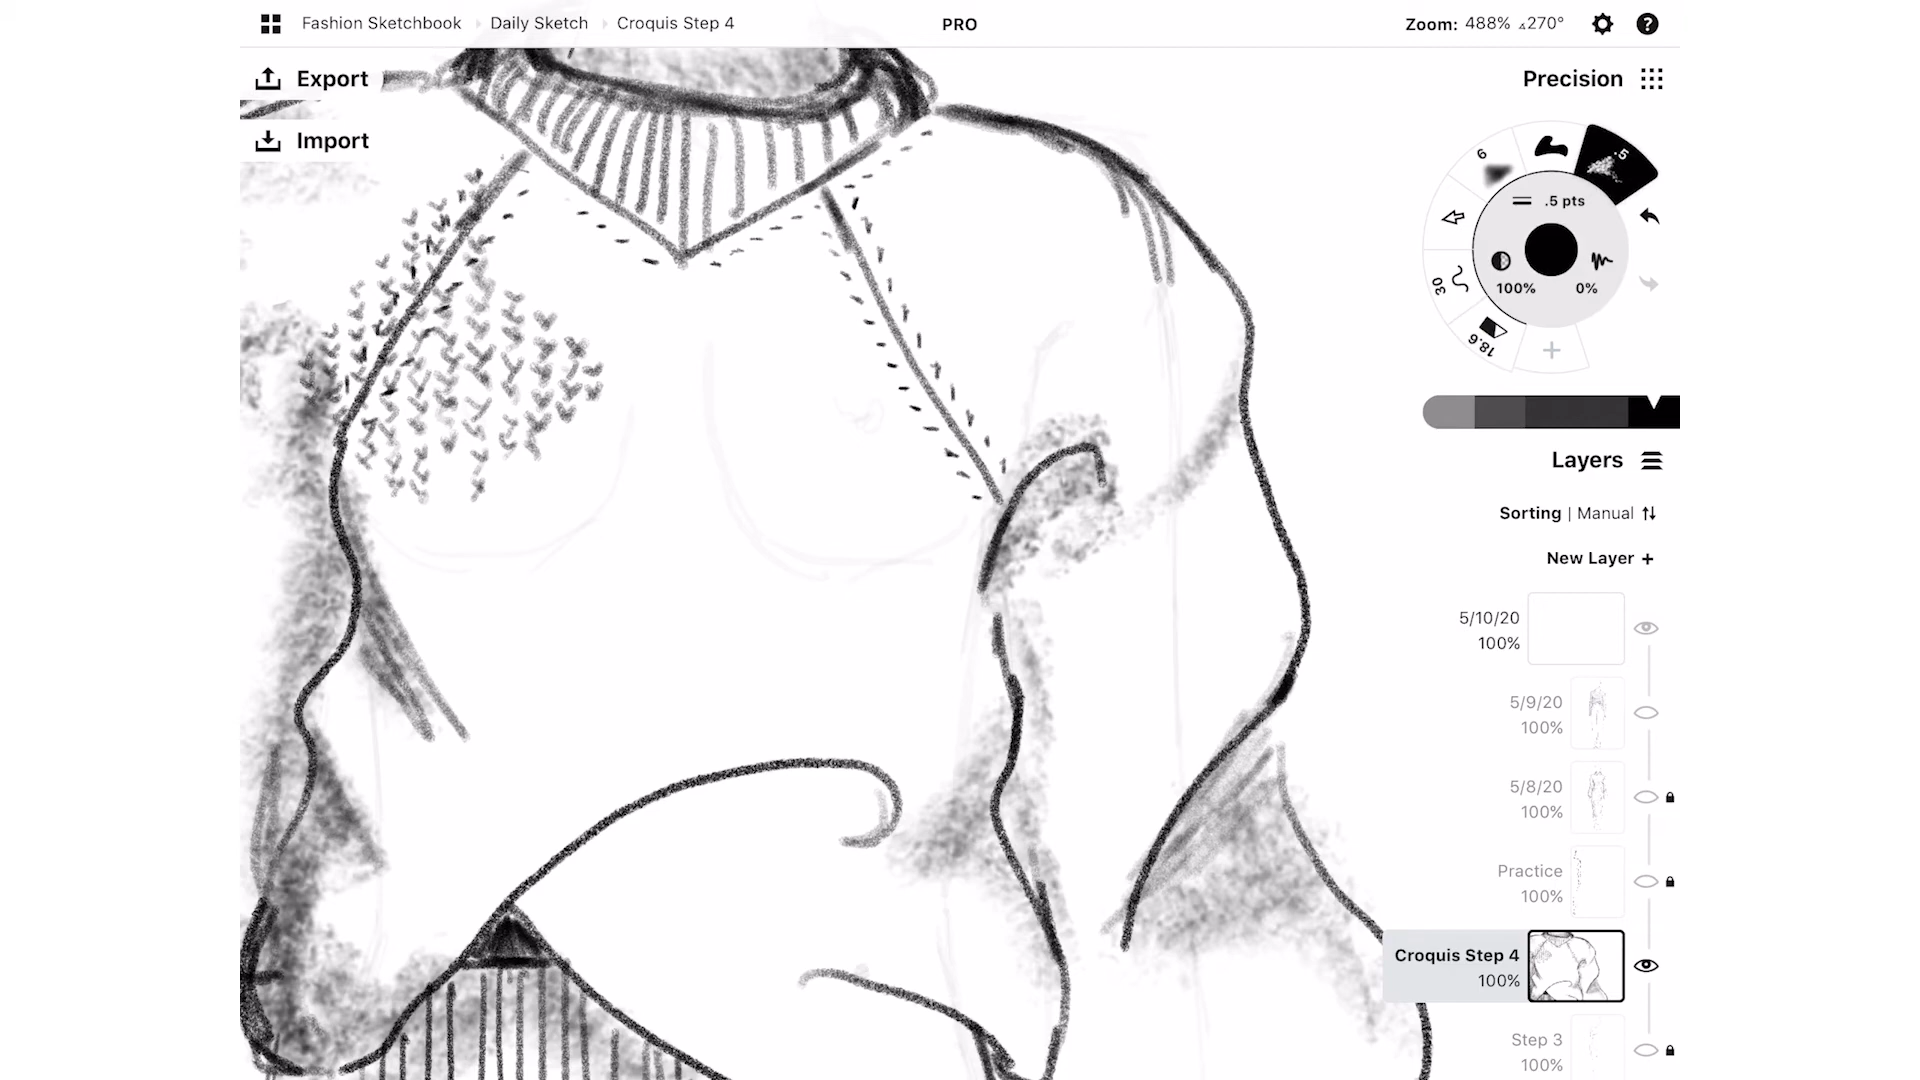 Fashion Sketchbook Daily Sketch Croquis Step 4
PRO
Zoom: 488% ⦟270°
Export
Import
Precision
6
.5
.5 pts
100%
0%
30
18.6
Layers
Sorting | Manual
New Layer +
5/10/20
100%
5/9/20
100%
5/8/20
100%
Practice
100%
Croquis Step 4
100%
Step 3
100%